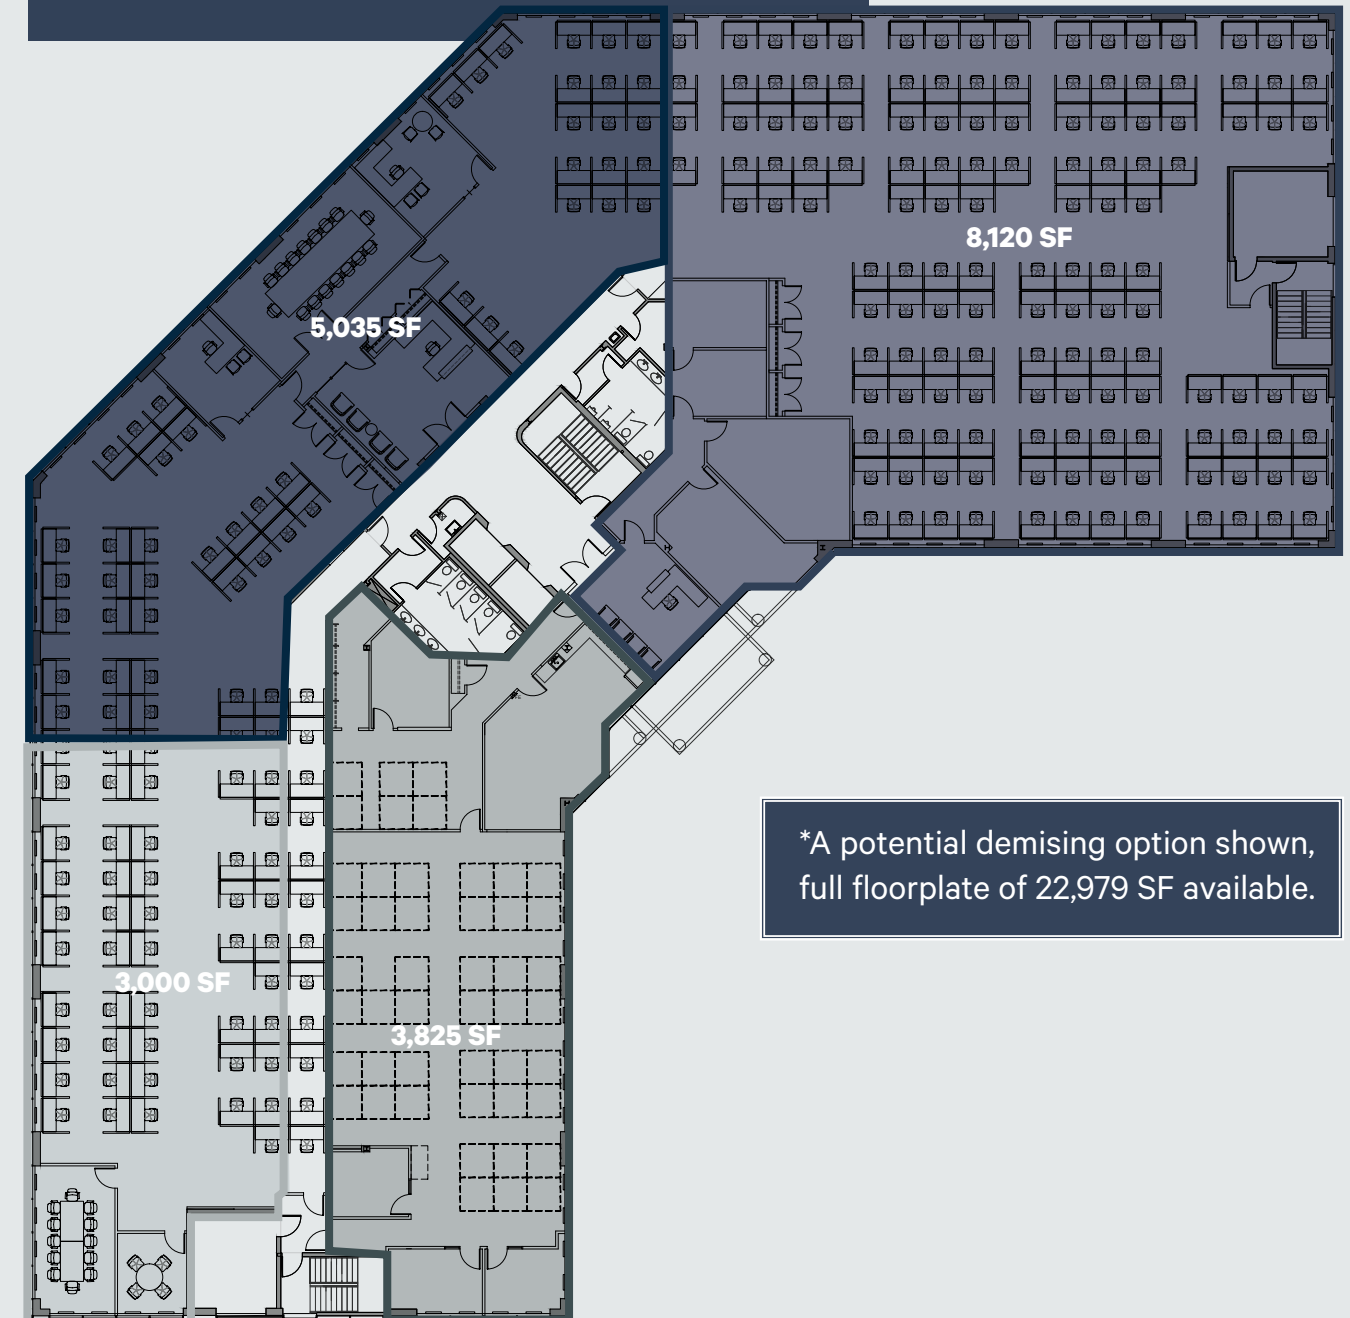 8,120 SF
5,035 SF
*A potential demising option shown,
full floorplate of 22,979 SF available.
3,000 SF
3,825 SF